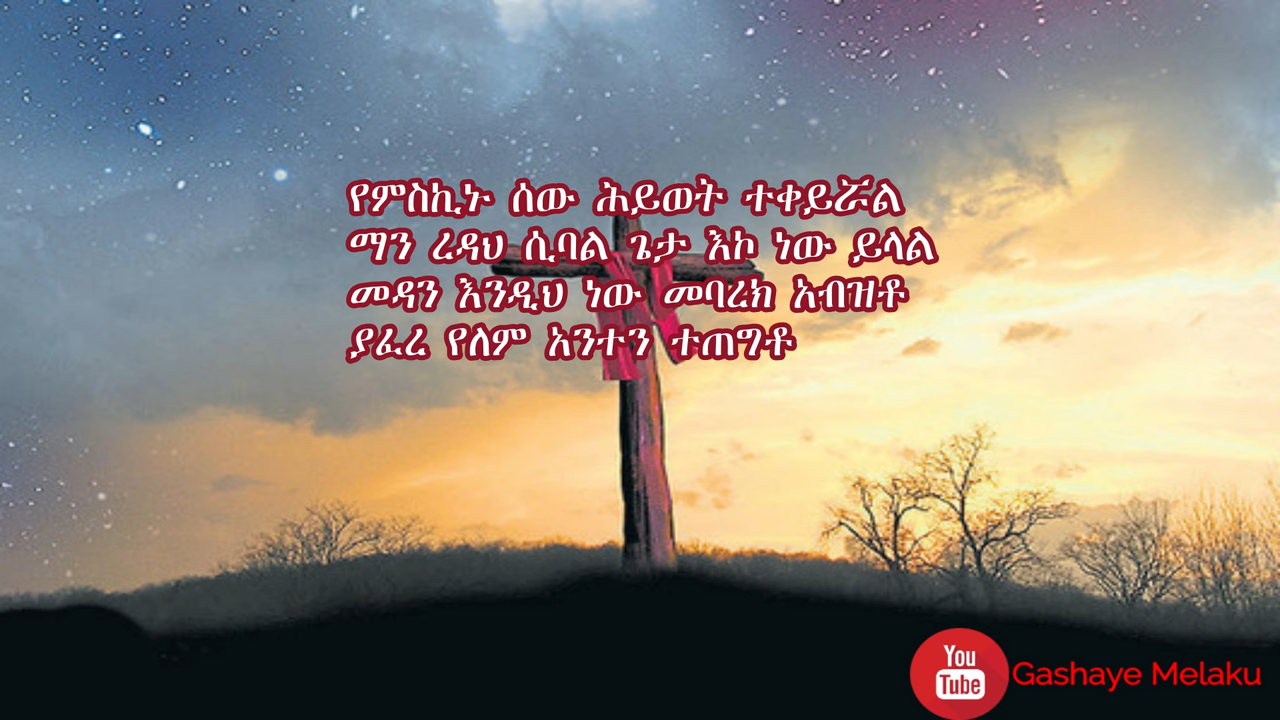 የምስኪኑ ሰው ሕይወት ተቀይሯል
ማን ረዳህ ሲባል ጌታ እኮ ነው ይላል
መዳን እንዲህ ነው መባረክ አብዝቶ
ያፈረ የለም አንተን ተጠግቶ
You
Tube
Gashaye Melaku